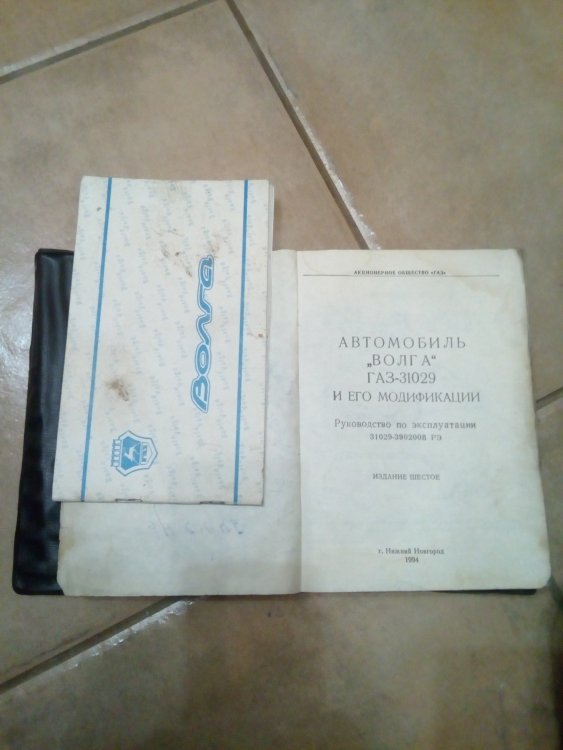 Волга
АКЦИОНЕРНОЕ ОБЩЕСТВО «ГАЗ»
АВТОМОБИЛЬ
„ВОЛГА“
ГАЗ-31029
И ЕГО МОДИФИКАЦИИ
Руководство по эксплуатации
31029-3902008 РЭ
ИЗДАНИЕ ШЕСТОЕ
г. Нижний Новгород
1994